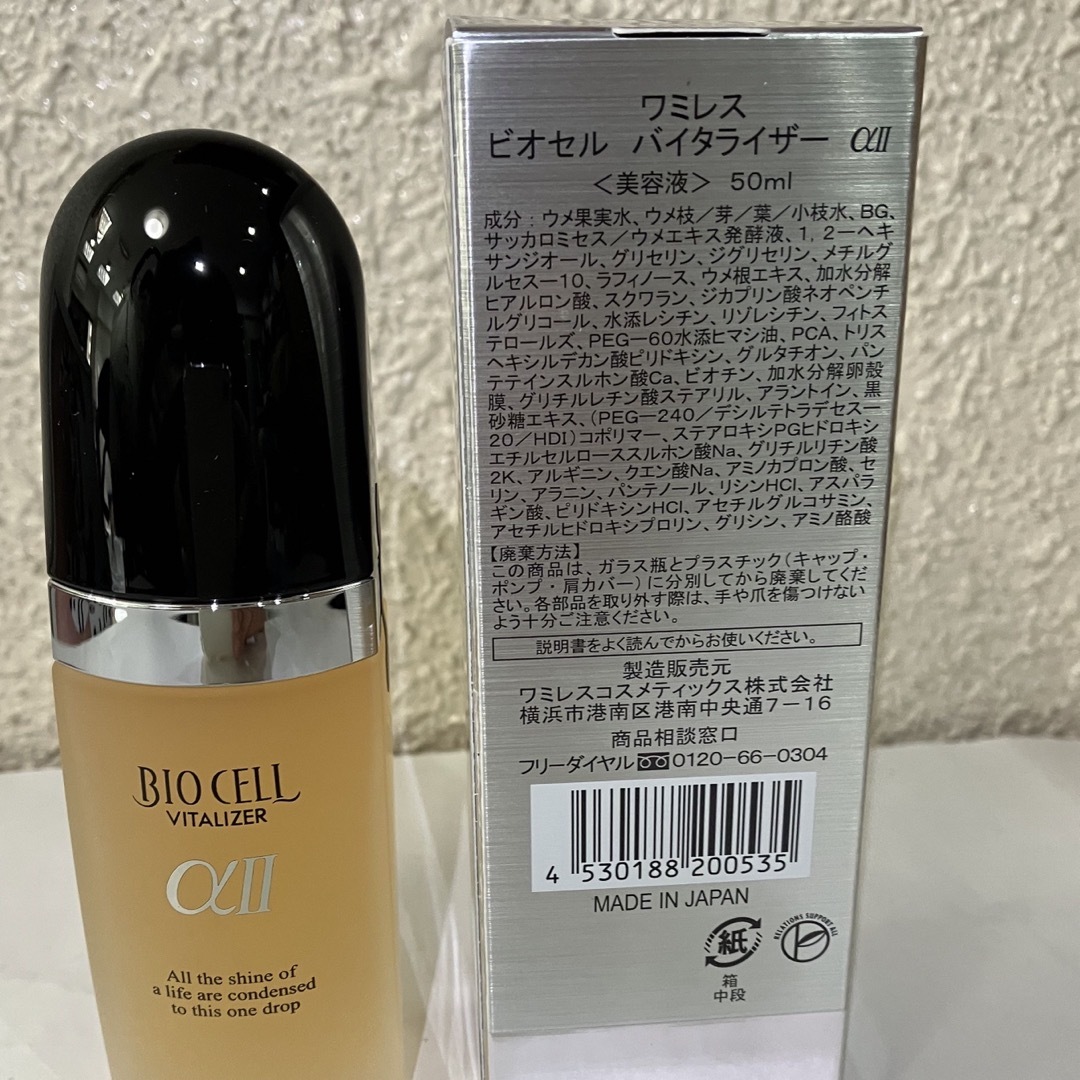 BIO CELL
VITALIZER
αII
All the shine of
a life are condensed
to this one drop
ワミレス
ビオセル バイタライザー αII
＜美容液＞ 50ml
成分：ウメ果実水、ウメ枝／芽／葉／小枝水、BG、
サッカロミセス／ウメエキス発酵液、1，2－ヘキ
サンジオール、グリセリン、ジグリセリン、メチルグ
ルセス－10、ラフィノース、ウメ根エキス、加水分解
ヒアルロン酸、スクワラン、ジカプリン酸ネオペンチ
ルグリコール、水添レシチン、リゾレシチン、フィトス
テロールズ、PEG－60水添ヒマシ油、PCA、トリス
ヘキシルデカン酸ピリドキシン、グルタチオン、パン
テテインスルホン酸Ca、ビオチン、加水分解卵殻
膜、グリチルレチン酸ステアリル、アラントイン、黒
砂糖エキス、（PEG－240／デシルテトラデセス－
20／HDI）コポリマー、ステアロキシPGヒドロキシ
エチルセルローススルホン酸Na、グリチルリチン酸
2K、アルギニン、クエン酸Na、アミノカプロン酸、セ
リン、アラニン、パンテノール、リシンHCl、アスパラ
ギン酸、ピリドキシンHCl、アセチルグルコサミン、
アセチルヒドロキシプロリン、グリシン、アミノ酪酸
【廃棄方法】
この商品は、ガラス瓶とプラスチック（キャップ・
ポンプ・肩カバー）に分別してから廃棄してくだ
さい。各部品を取り外す際は、手や爪を傷つけない
よう十分ご注意ください。
説明書をよく読んでからお使いください。
製造販売元
ワミレスコスメティックス株式会社
横浜市港南区港南中央通7－16
商品相談窓口
フリーダイヤル 0120－66－0304
4 530188 200535
MADE IN JAPAN
紙
RELATIONS SUPPORT ALL
箱
中段